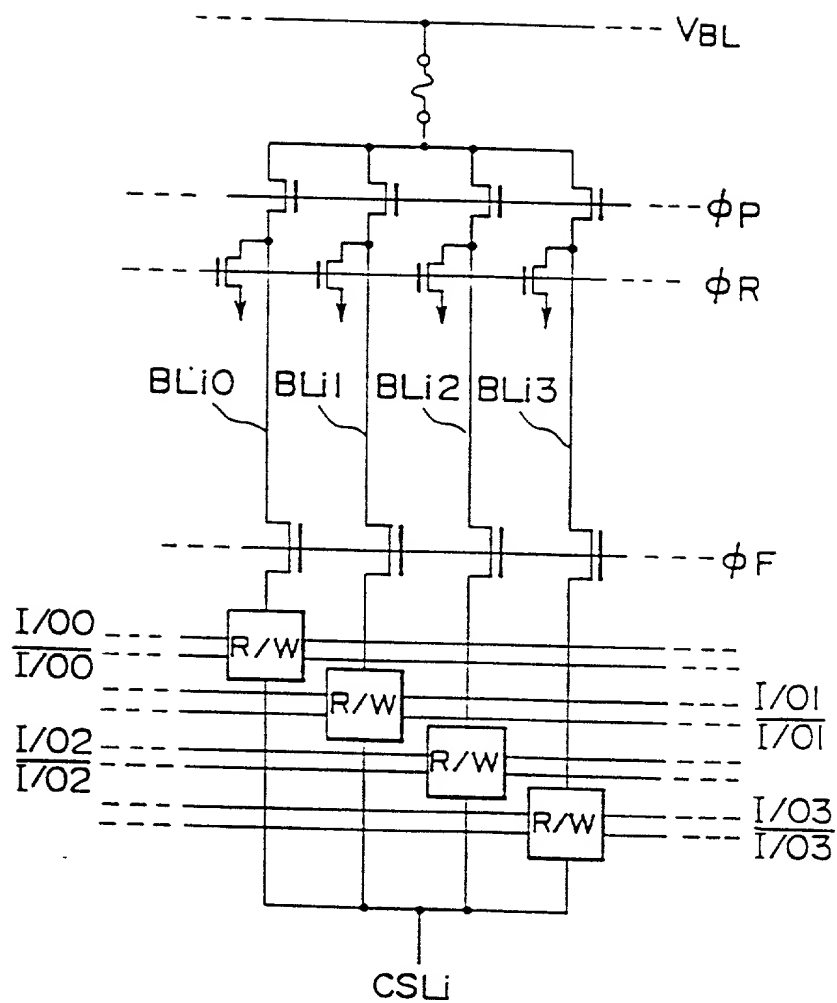 VBL
ϕP
ϕR
BLi0 BLi1 BLi2 BLi3
ϕF
I/O0
I/O0
R/W
R/W
I/O1
I/O1
I/O2
I/O2
R/W
R/W
I/O3
I/O3
CSLi